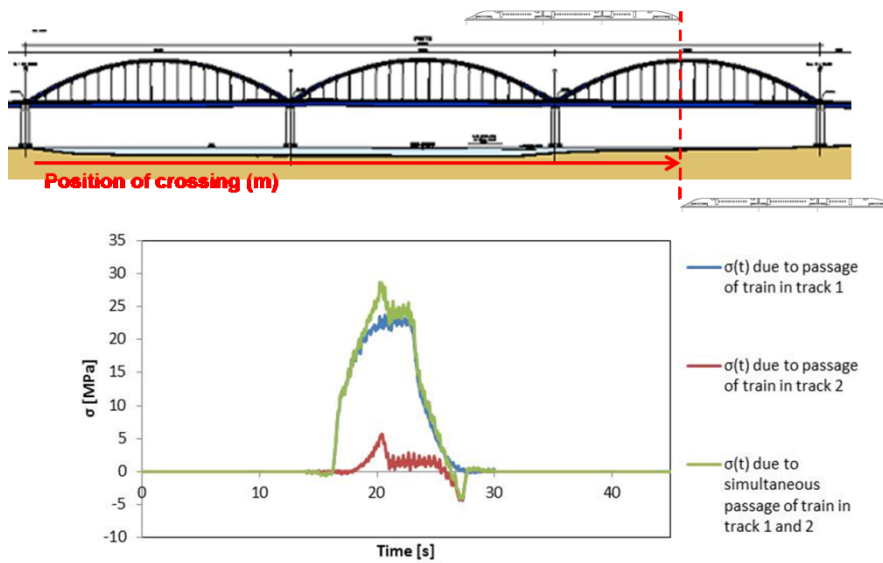 Position of crossing (m)
35
30
25
20
15
10
5
0
-5
-10
σ [MPa]
0
10
20
30
40
Time [s]
σ(t) due to passage
of train in track 1
σ(t) due to passage
of train in track 2
σ(t) due to
simultaneous
passage of train in
track 1 and 2